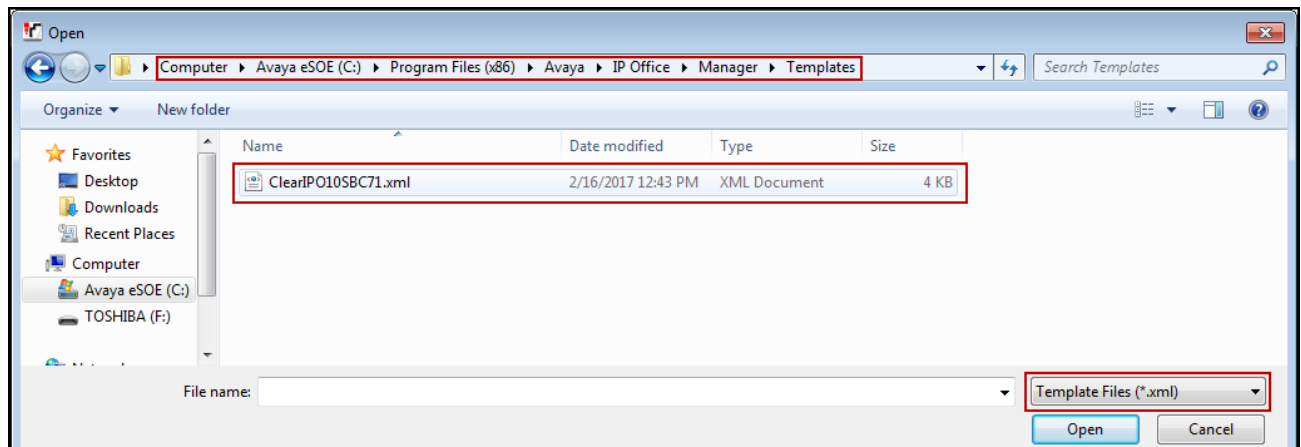 Open
Computer ▸ Avaya eSOE (C:) ▸ Program Files (x86) ▸ Avaya ▸ IP Office ▸ Manager ▸ Templates
Search Templates
Organize New folder
Name Date modified Type Size
Favorites
ClearIPO10SBC71.xml 2/16/2017 12:43 PM XML Document 4 KB
Desktop
Downloads
Recent Places
Computer
Avaya eSOE (C:)
TOSHIBA (F:)
File name: Template Files (*.xml)
Open Cancel